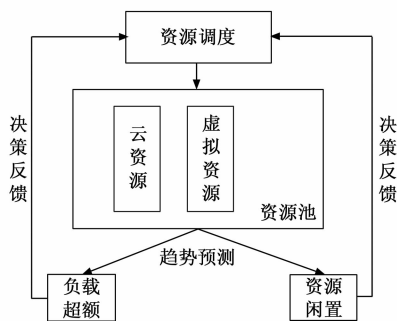 资源调度
决策反馈
云资源
虚拟资源
决策反馈
资源池
趋势预测
负载
超额
资源
闲置